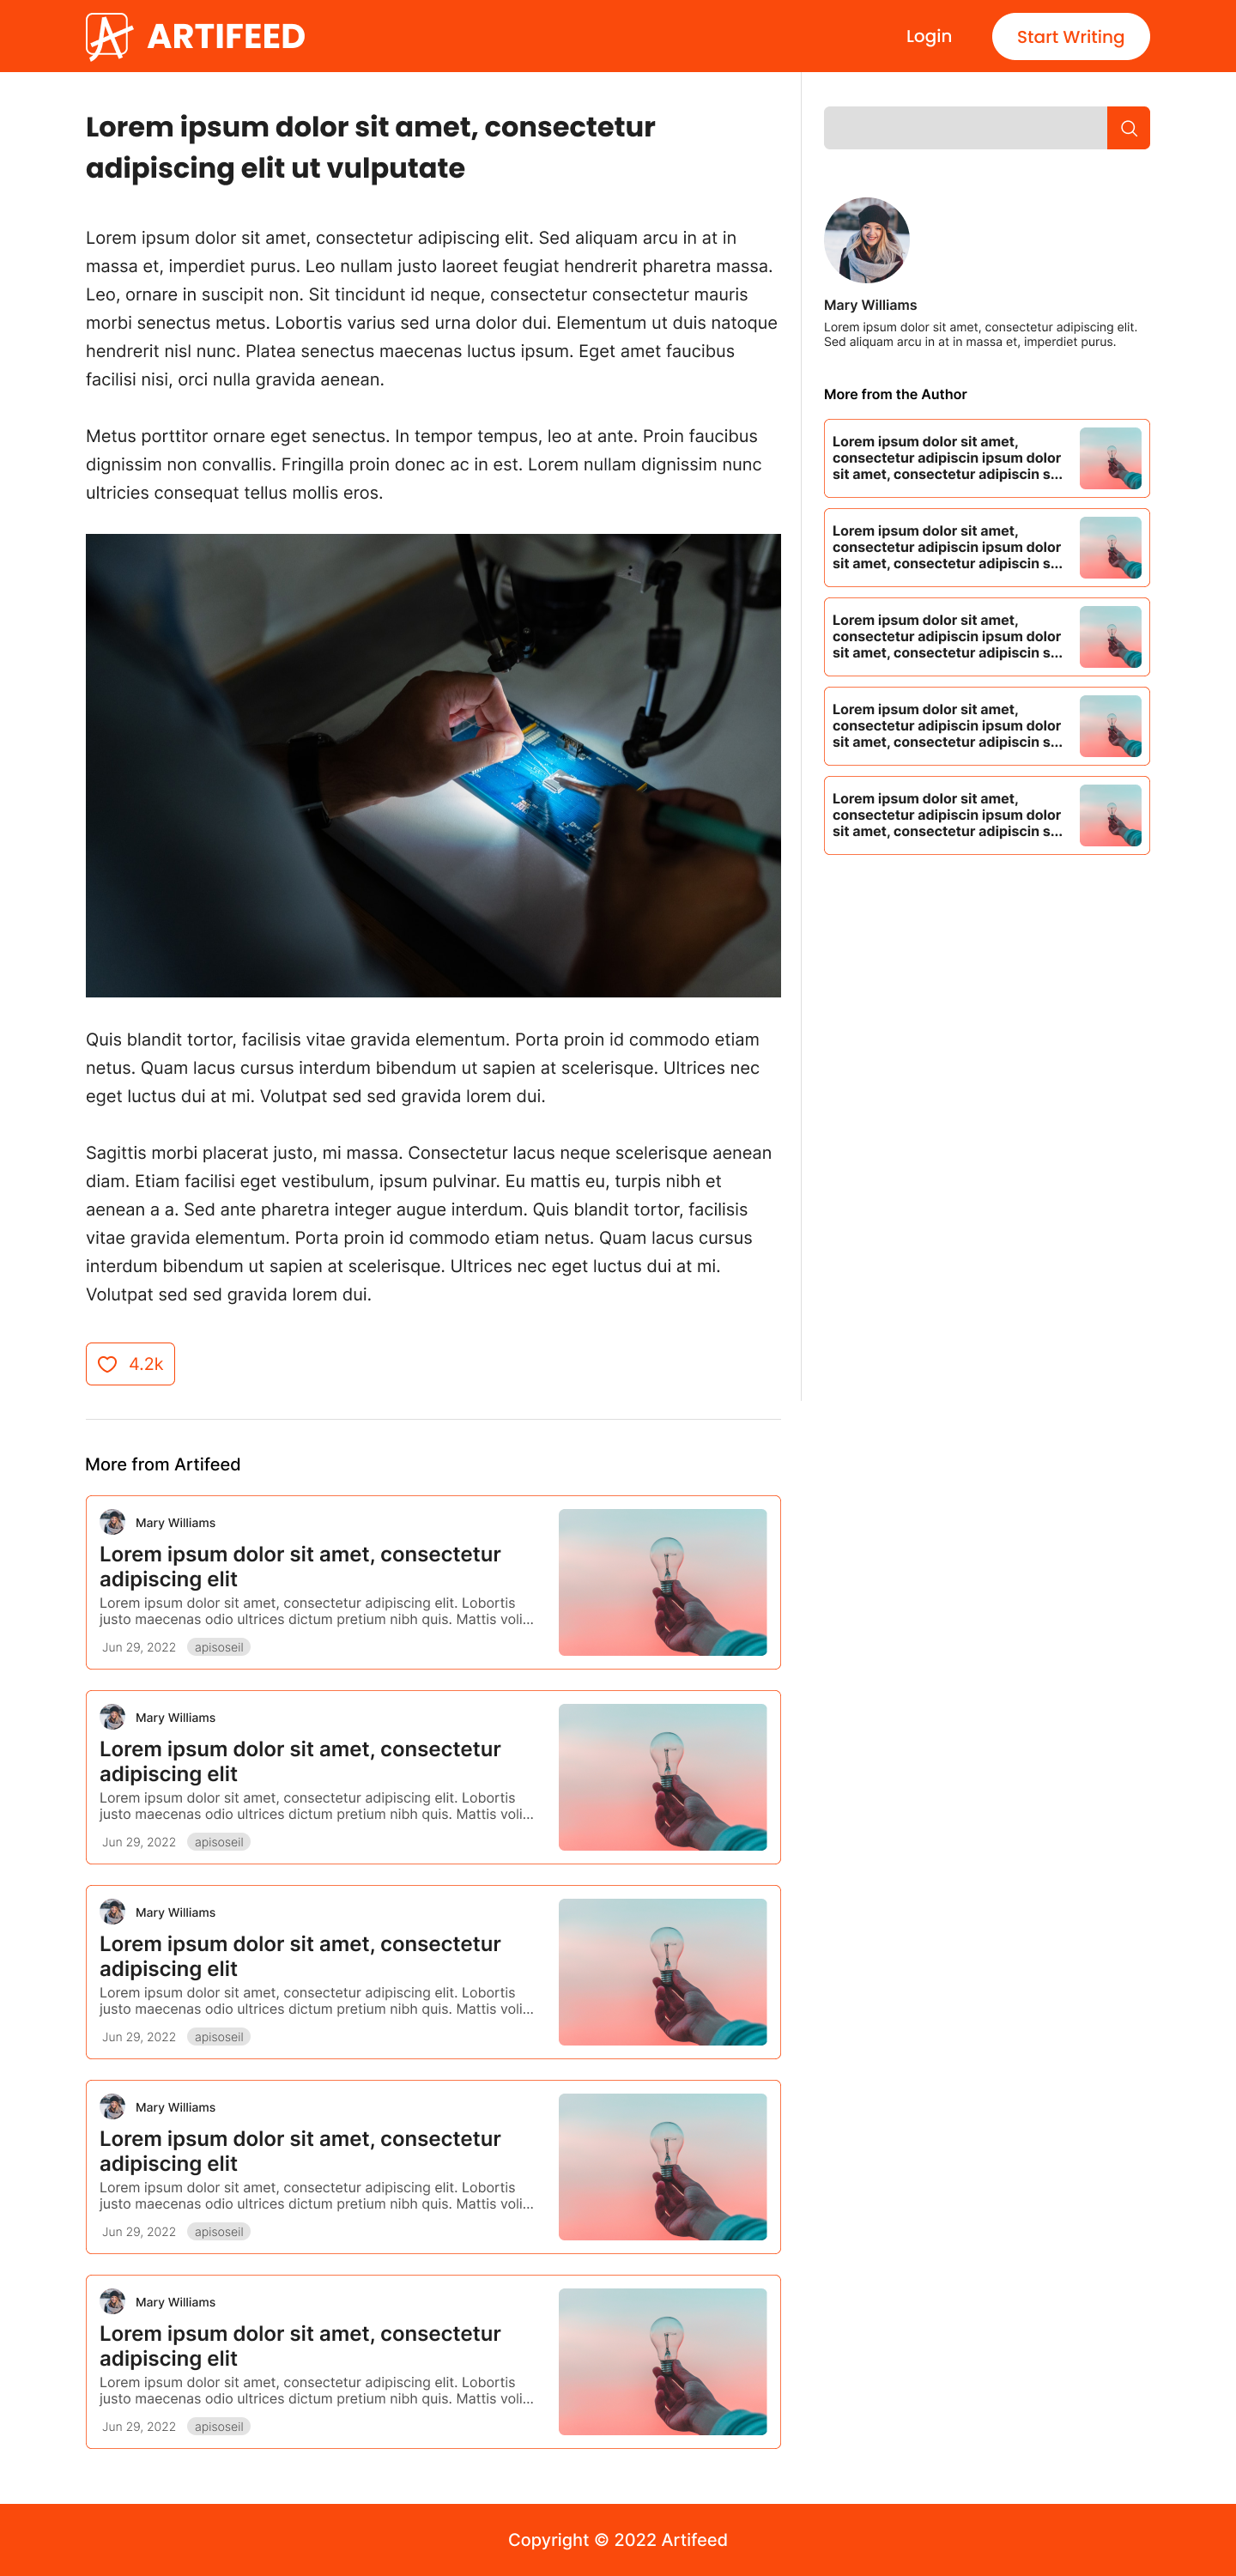 ARTIFEED
Login
Start Writing
Lorem ipsum dolor sit amet, consectetur
adipiscing elit ut vulputate
Lorem ipsum dolor sit amet, consectetur adipiscing elit. Sed aliquam arcu in at in
massa et, imperdiet purus. Leo nullam justo laoreet feugiat hendrerit pharetra massa.
Leo, ornare in suscipit non. Sit tincidunt id neque, consectetur consectetur mauris
morbi senectus metus. Lobortis varius sed urna dolor dui. Elementum ut duis natoque
hendrerit nisl nunc. Platea senectus maecenas luctus ipsum. Eget amet faucibus
facilisi nisi, orci nulla gravida aenean.
Metus porttitor ornare eget senectus. In tempor tempus, leo at ante. Proin faucibus
dignissim non convallis. Fringilla proin donec ac in est. Lorem nullam dignissim nunc
ultricies consequat tellus mollis eros.
Quis blandit tortor, facilisis vitae gravida elementum. Porta proin id commodo etiam
netus. Quam lacus cursus interdum bibendum ut sapien at scelerisque. Ultrices nec
eget luctus dui at mi. Volutpat sed sed gravida lorem dui.
Sagittis morbi placerat justo, mi massa. Consectetur lacus neque scelerisque aenean
diam. Etiam facilisi eget vestibulum, ipsum pulvinar. Eu mattis eu, turpis nibh et
aenean a a. Sed ante pharetra integer augue interdum. Quis blandit tortor, facilisis
vitae gravida elementum. Porta proin id commodo etiam netus. Quam lacus cursus
interdum bibendum ut sapien at scelerisque. Ultrices nec eget luctus dui at mi.
Volutpat sed sed gravida lorem dui.
4.2k
Mary Williams
Lorem ipsum dolor sit amet, consectetur adipiscing elit.
Sed aliquam arcu in at in massa et, imperdiet purus.
More from the Author
Lorem ipsum dolor sit amet,
consectetur adipiscin ipsum dolor
sit amet, consectetur adipiscin s...
Lorem ipsum dolor sit amet,
consectetur adipiscin ipsum dolor
sit amet, consectetur adipiscin s...
Lorem ipsum dolor sit amet,
consectetur adipiscin ipsum dolor
sit amet, consectetur adipiscin s...
Lorem ipsum dolor sit amet,
consectetur adipiscin ipsum dolor
sit amet, consectetur adipiscin s...
Lorem ipsum dolor sit amet,
consectetur adipiscin ipsum dolor
sit amet, consectetur adipiscin s...
More from Artifeed
Mary Williams
Lorem ipsum dolor sit amet, consectetur
adipiscing elit
Lorem ipsum dolor sit amet, consectetur adipiscing elit. Lobortis
justo maecenas odio ultrices dictum pretium nibh quis. Mattis voli...
Jun 29, 2022 apisoseil
Mary Williams
Lorem ipsum dolor sit amet, consectetur
adipiscing elit
Lorem ipsum dolor sit amet, consectetur adipiscing elit. Lobortis
justo maecenas odio ultrices dictum pretium nibh quis. Mattis voli...
Jun 29, 2022 apisoseil
Mary Williams
Lorem ipsum dolor sit amet, consectetur
adipiscing elit
Lorem ipsum dolor sit amet, consectetur adipiscing elit. Lobortis
justo maecenas odio ultrices dictum pretium nibh quis. Mattis voli...
Jun 29, 2022 apisoseil
Mary Williams
Lorem ipsum dolor sit amet, consectetur
adipiscing elit
Lorem ipsum dolor sit amet, consectetur adipiscing elit. Lobortis
justo maecenas odio ultrices dictum pretium nibh quis. Mattis voli...
Jun 29, 2022 apisoseil
Mary Williams
Lorem ipsum dolor sit amet, consectetur
adipiscing elit
Lorem ipsum dolor sit amet, consectetur adipiscing elit. Lobortis
justo maecenas odio ultrices dictum pretium nibh quis. Mattis voli...
Jun 29, 2022 apisoseil
Copyright © 2022 Artifeed